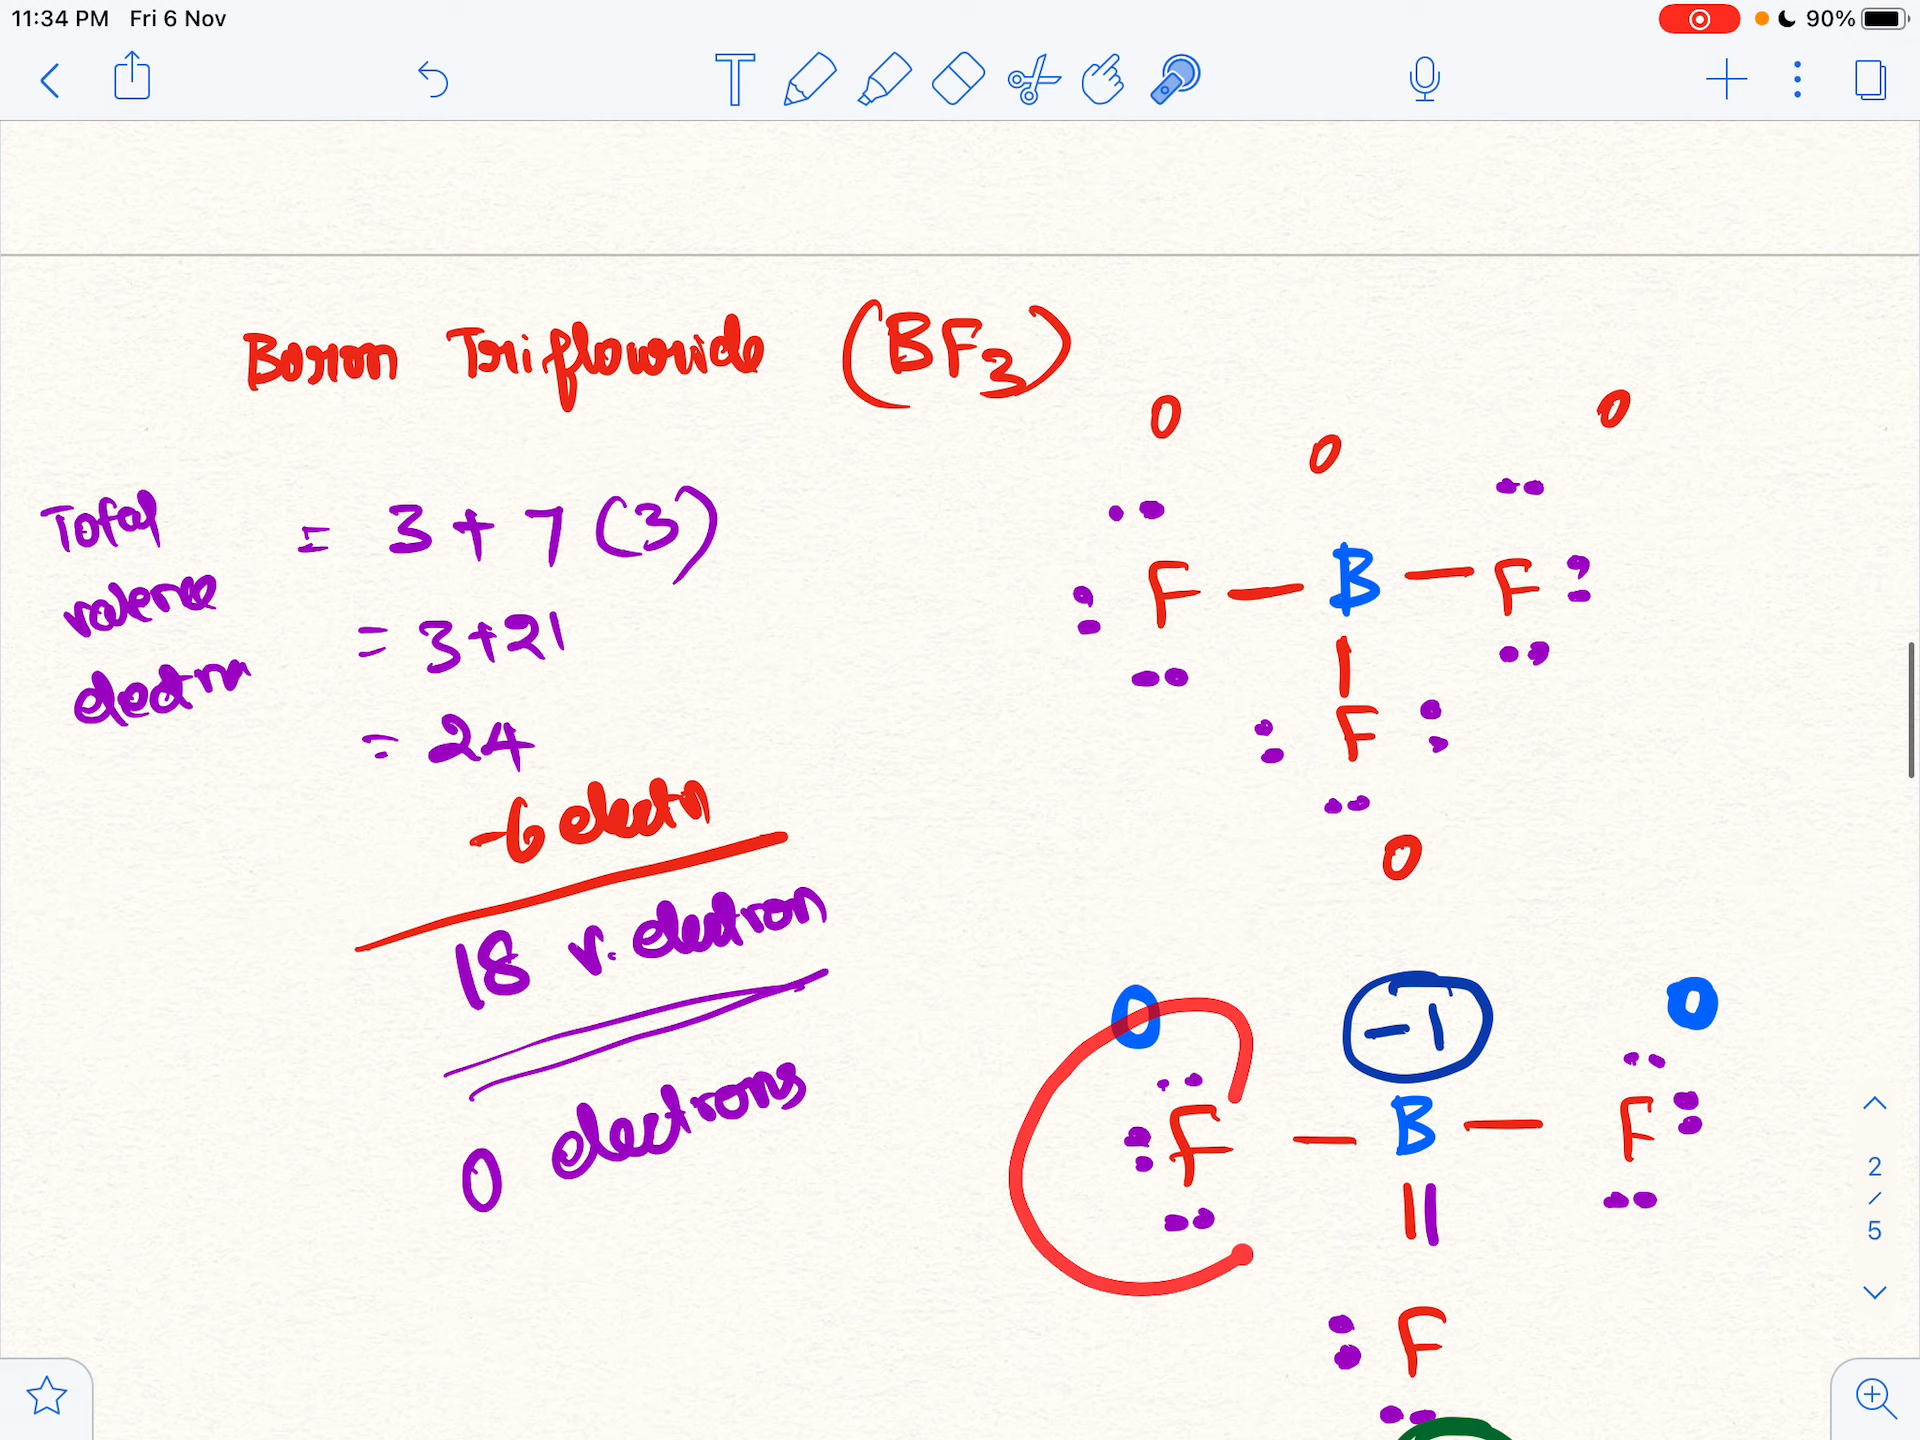 11:34 PM Fri 6 Nov
90%
Boron Triflouride (BF3)
0 0 0
Total valence electron
= 3 + 7 (3)
= 3+21
= 24
F — B — F
F
0
-6 electn
18 v. electron
0 electrons
0 -1 0
F — B — F
F
2
/
5